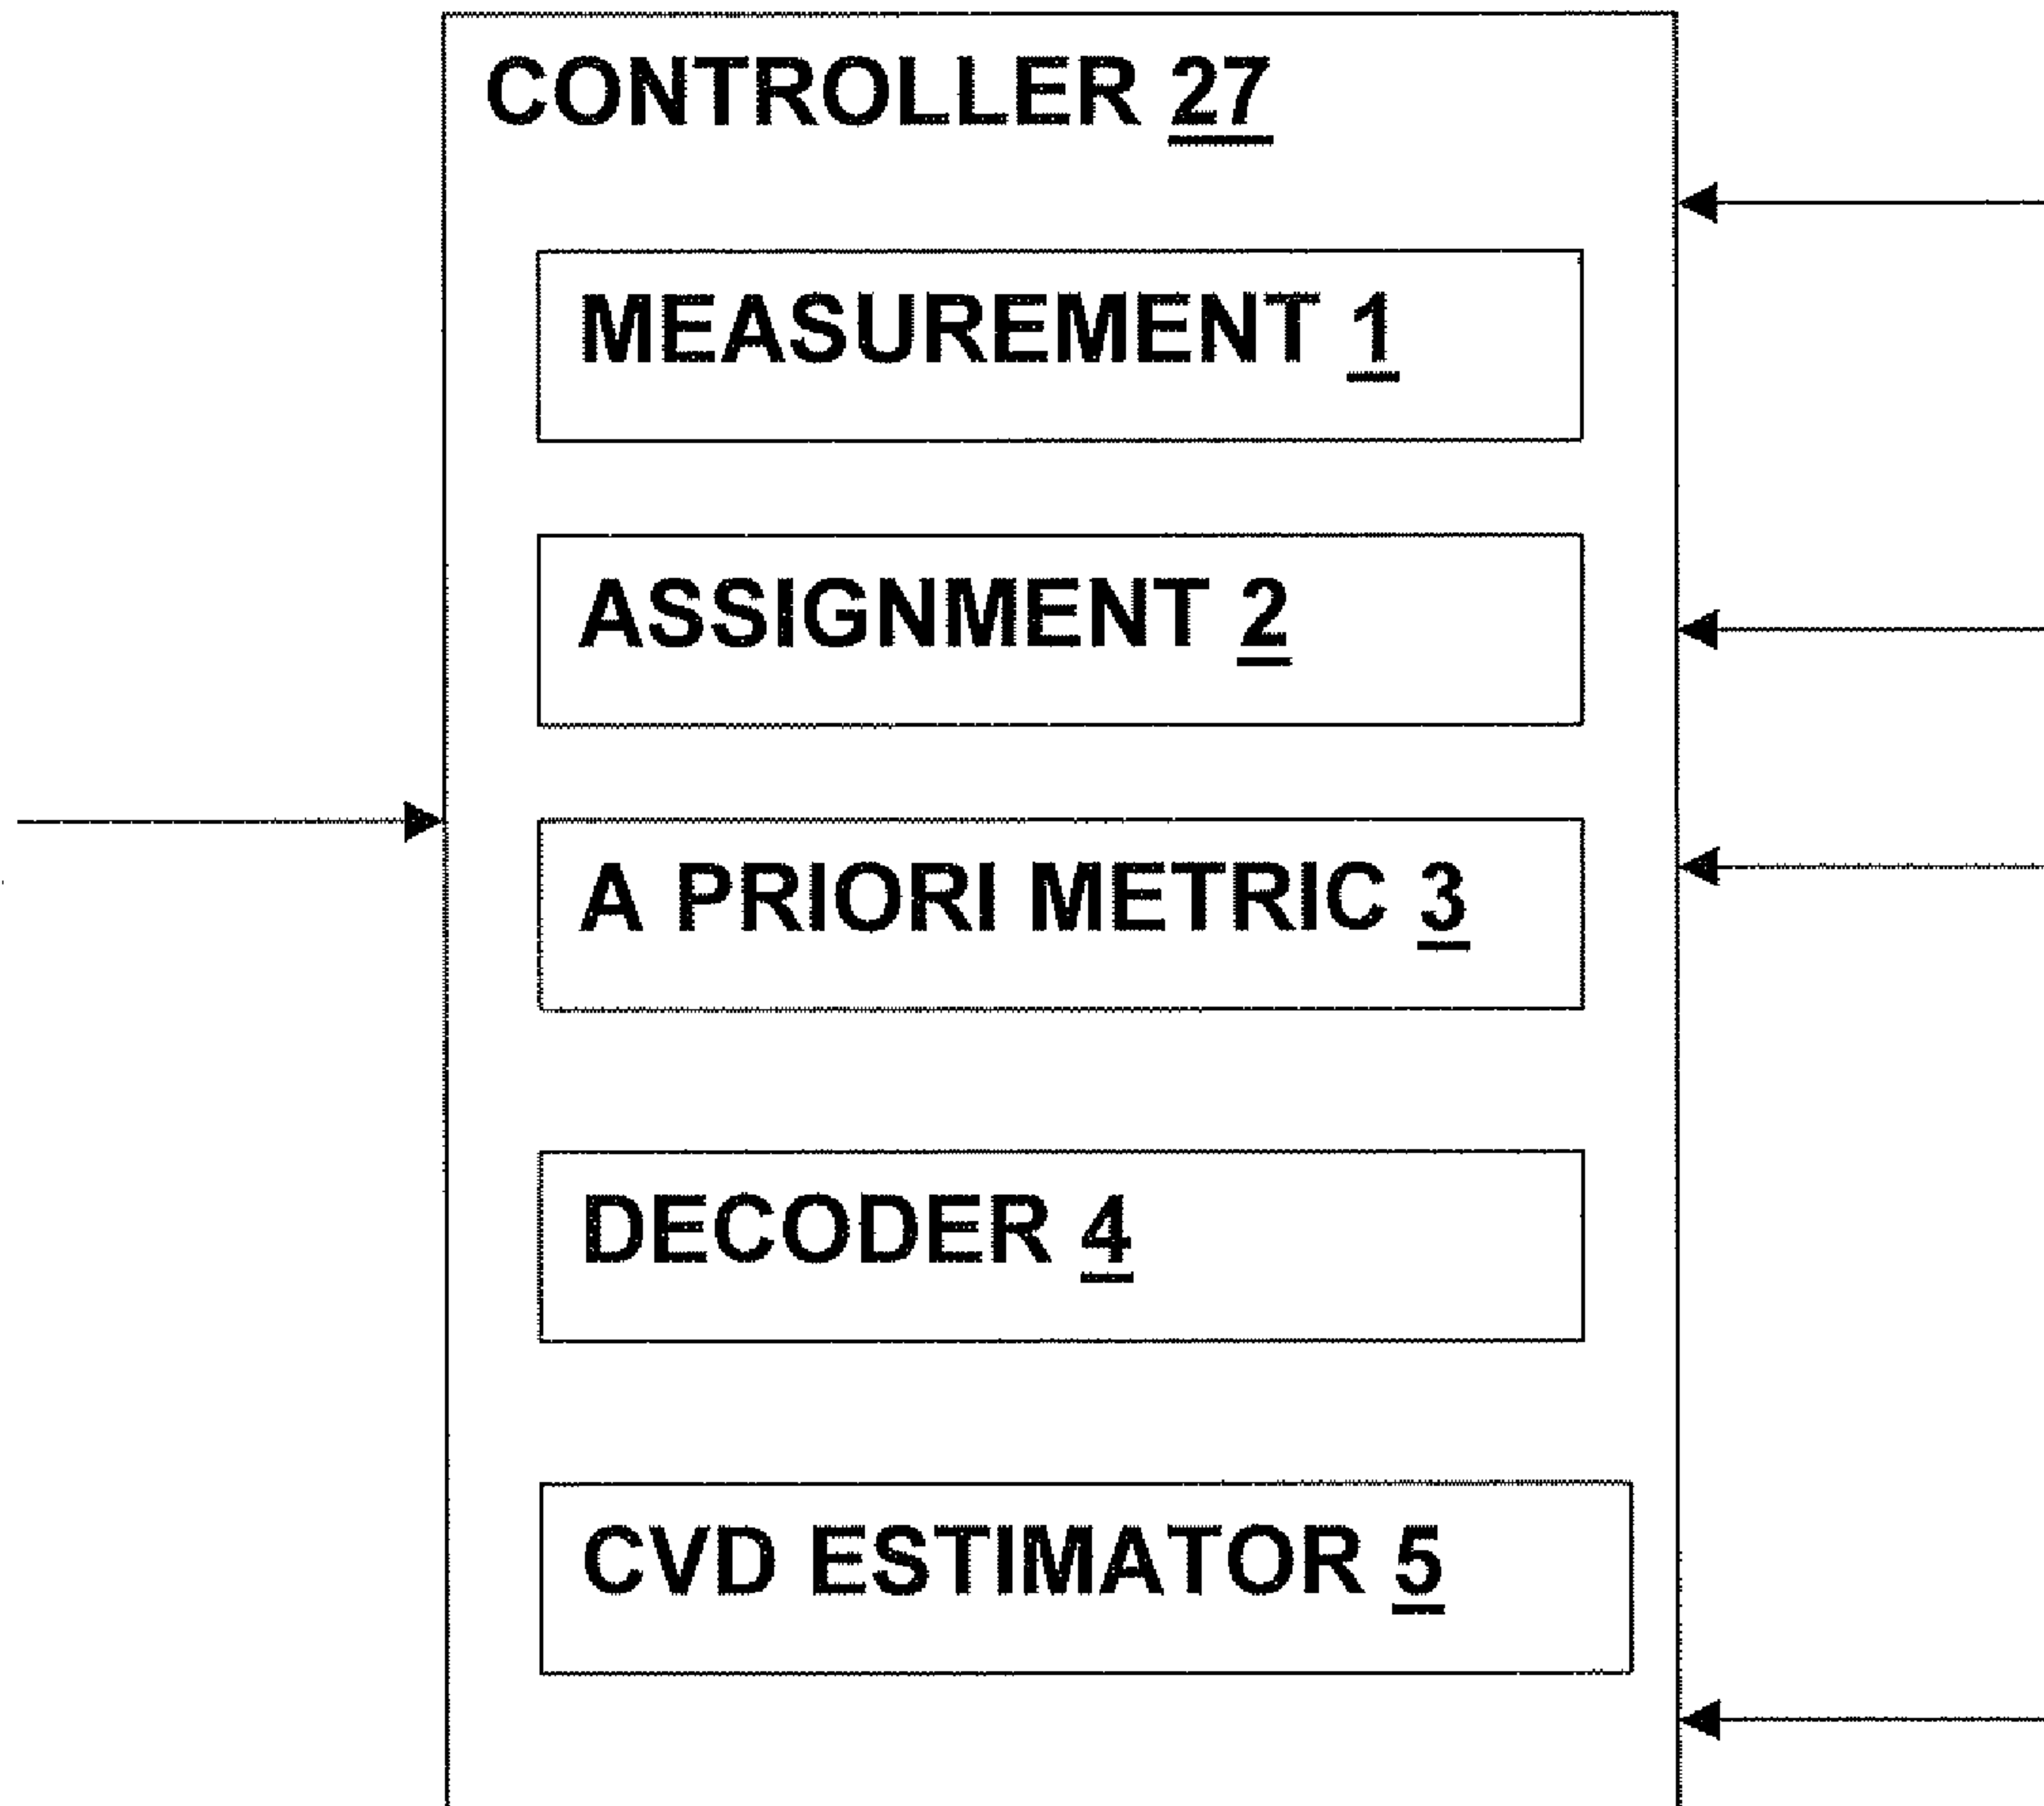 CONTROLLER 27
MEASUREMENT 1
ASSIGNMENT 2
A PRIORI METRIC 3
DECODER 4
CVD ESTIMATOR 5